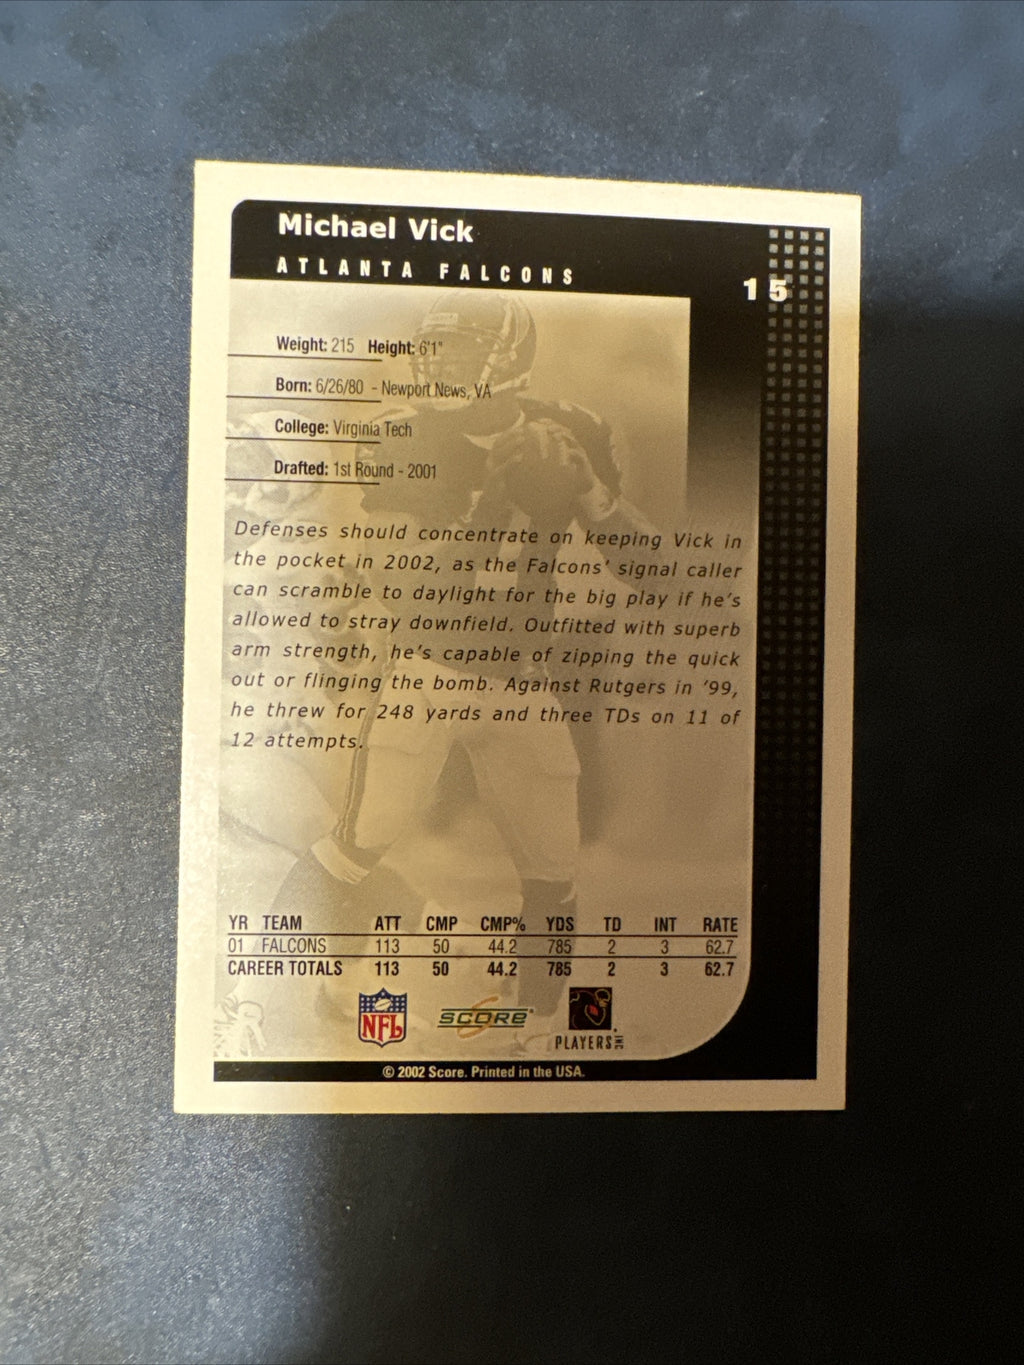 Michael Vick
ATLANTA FALCONS
15
Weight: 215 Height: 6'1"
Born: 6/26/80 - Newport News, VA
College: Virginia Tech
Drafted: 1st Round - 2001
Defenses should concentrate on keeping Vick in
the pocket in 2002, as the Falcons' signal caller
can scramble to daylight for the big play if he's
allowed to stray downfield. Outfitted with superb
arm strength, he's capable of zipping the quick
out or flinging the bomb. Against Rutgers in '99,
he threw for 248 yards and three TDs on 11 of
12 attempts.
YR TEAM ATT CMP CMP% YDS TD INT RATE
01 FALCONS 113 50 44.2 785 2 3 62.7
CAREER TOTALS 113 50 44.2 785 2 3 62.7
NFL SCORE PLAYERS INC
© 2002 Score. Printed in the USA.